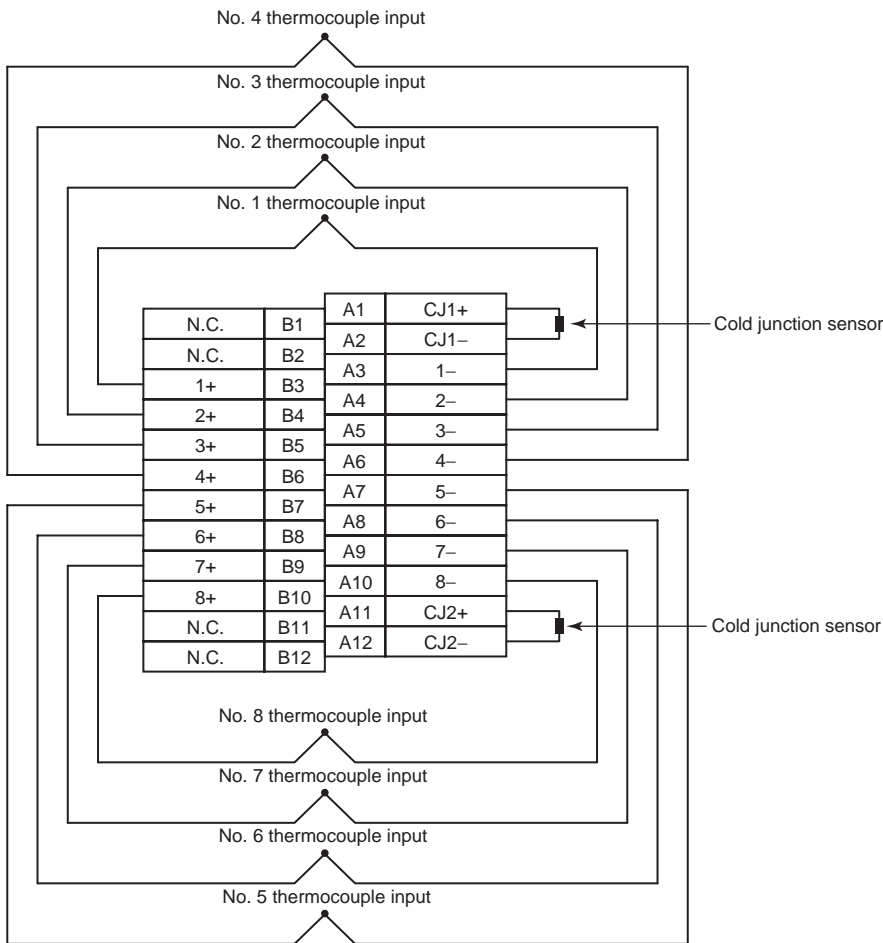 No. 4 thermocouple input
No. 3 thermocouple input
No. 2 thermocouple input
No. 1 thermocouple input
A1 CJ1+
N.C. B1
Cold junction sensor
A2 CJ1–
N.C. B2
A3 1–
1+ B3
A4 2–
2+ B4
A5 3–
3+ B5
A6 4–
4+ B6
A7 5–
5+ B7
A8 6–
6+ B8
A9 7–
7+ B9
A10 8–
8+ B10
A11 CJ2+
N.C. B11
Cold junction sensor
A12 CJ2–
N.C. B12
No. 8 thermocouple input
No. 7 thermocouple input
No. 6 thermocouple input
No. 5 thermocouple input